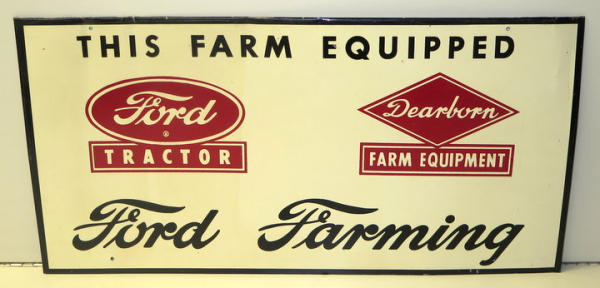 THIS FARM EQUIPPED
Ford
®
TRACTOR
Dearborn
FARM EQUIPMENT
Ford Farming